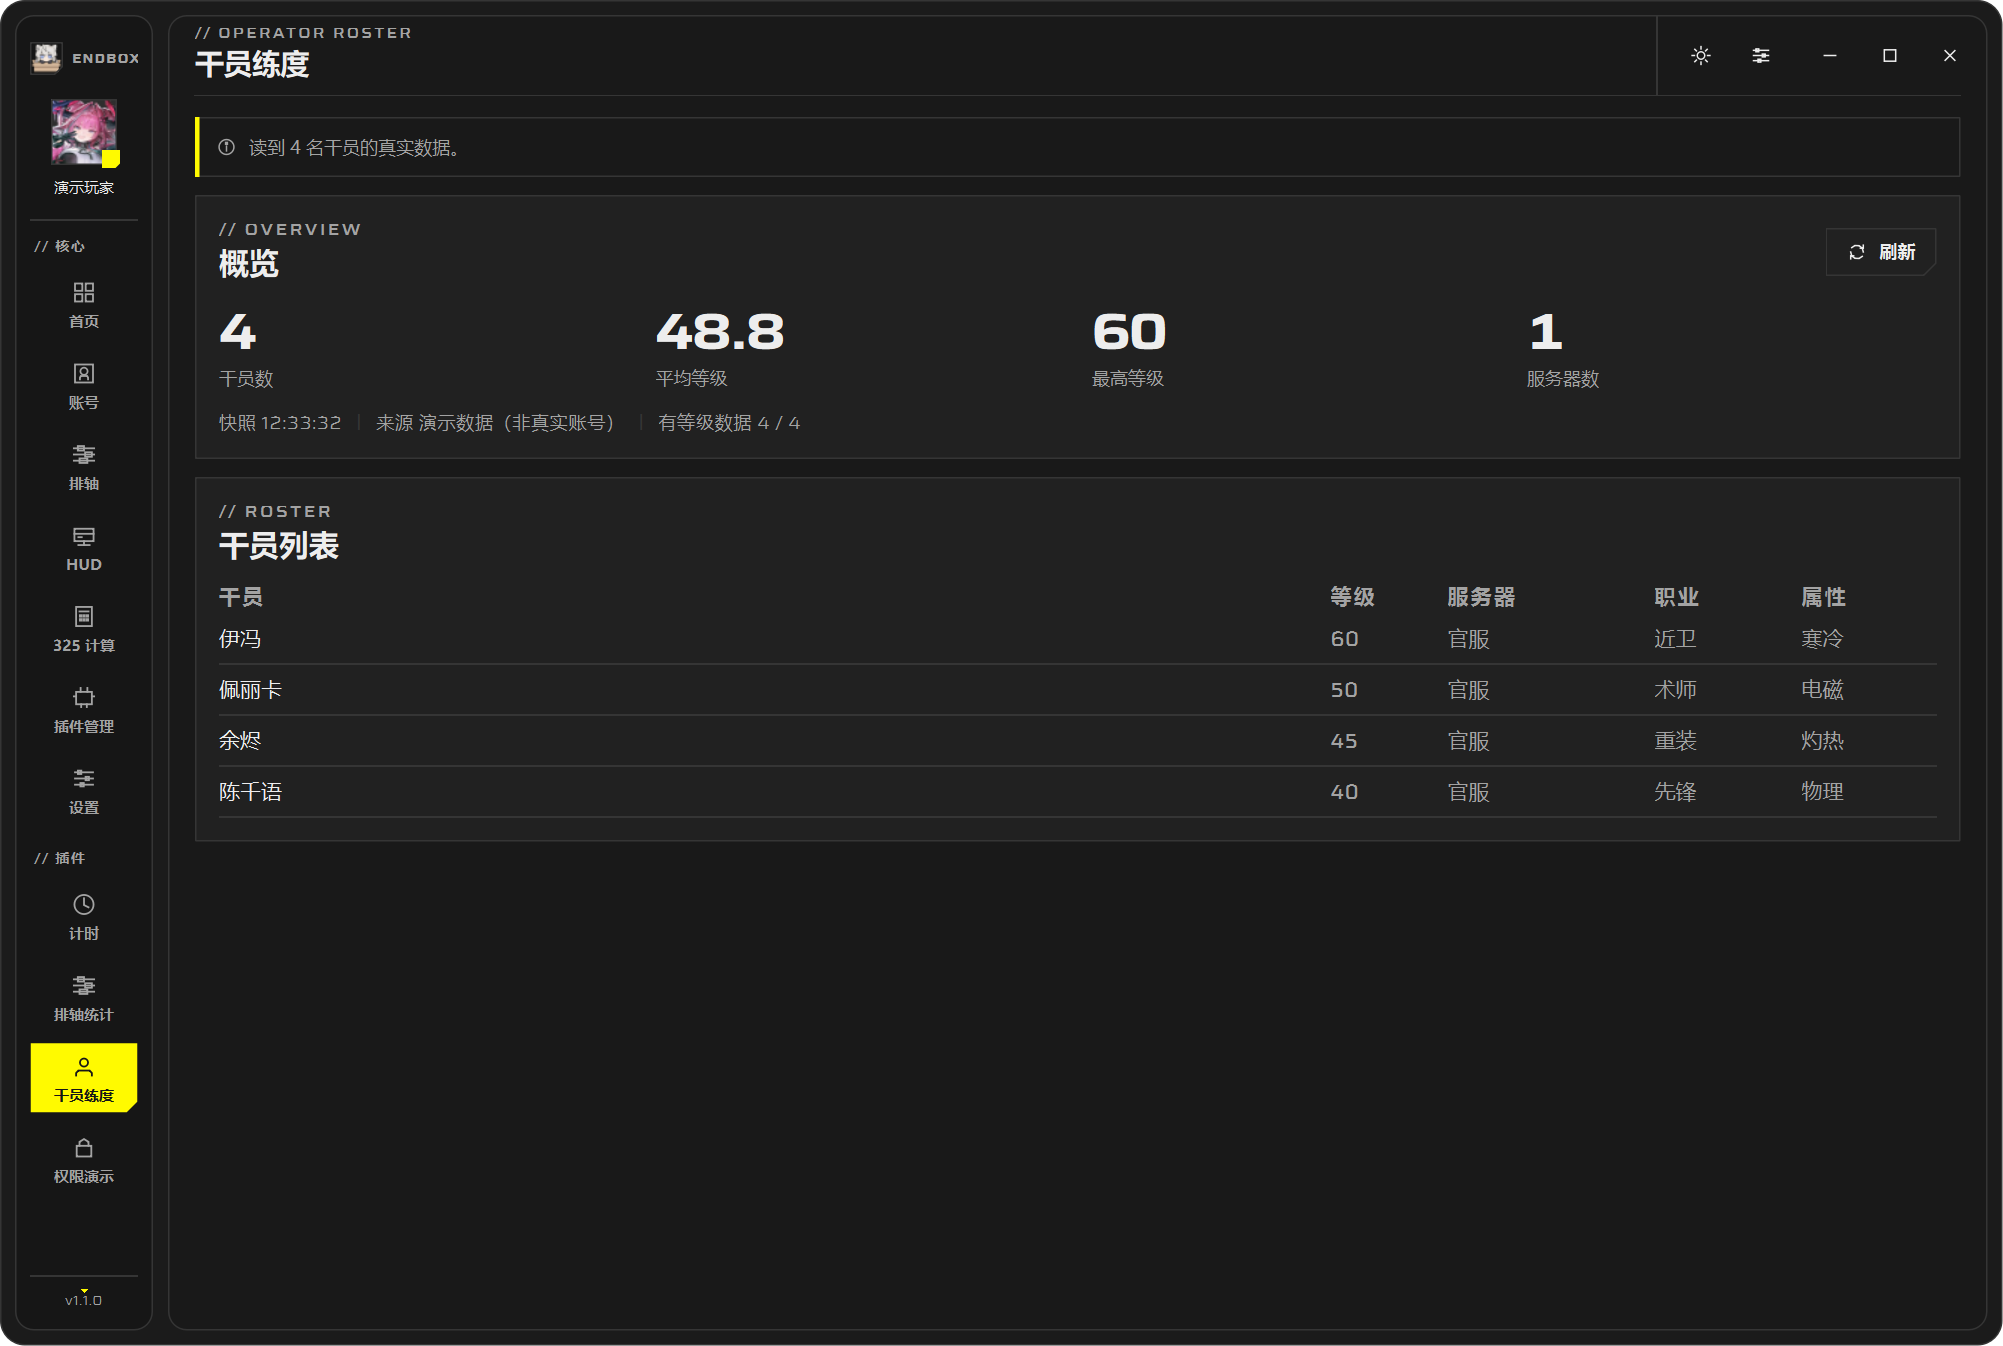 ENDBOX
演示玩家
// 核心
首页
账号
排轴
HUD
325 计算
插件管理
设置
// 插件
计时
排轴统计
干员练度
权限演示
v1.1.0
// OPERATOR ROSTER
干员练度
读到 4 名干员的真实数据。
// OVERVIEW
概览
刷新
4 48.8 60 1
干员数 平均等级 最高等级 服务器数
快照 12:33:32 | 来源 演示数据（非真实账号） | 有等级数据 4 / 4
// ROSTER
干员列表
干员 等级 服务器 职业 属性
伊冯 60 官服 近卫 寒冷
佩丽卡 50 官服 术师 电磁
余烬 45 官服 重装 灼热
陈千语 40 官服 先锋 物理